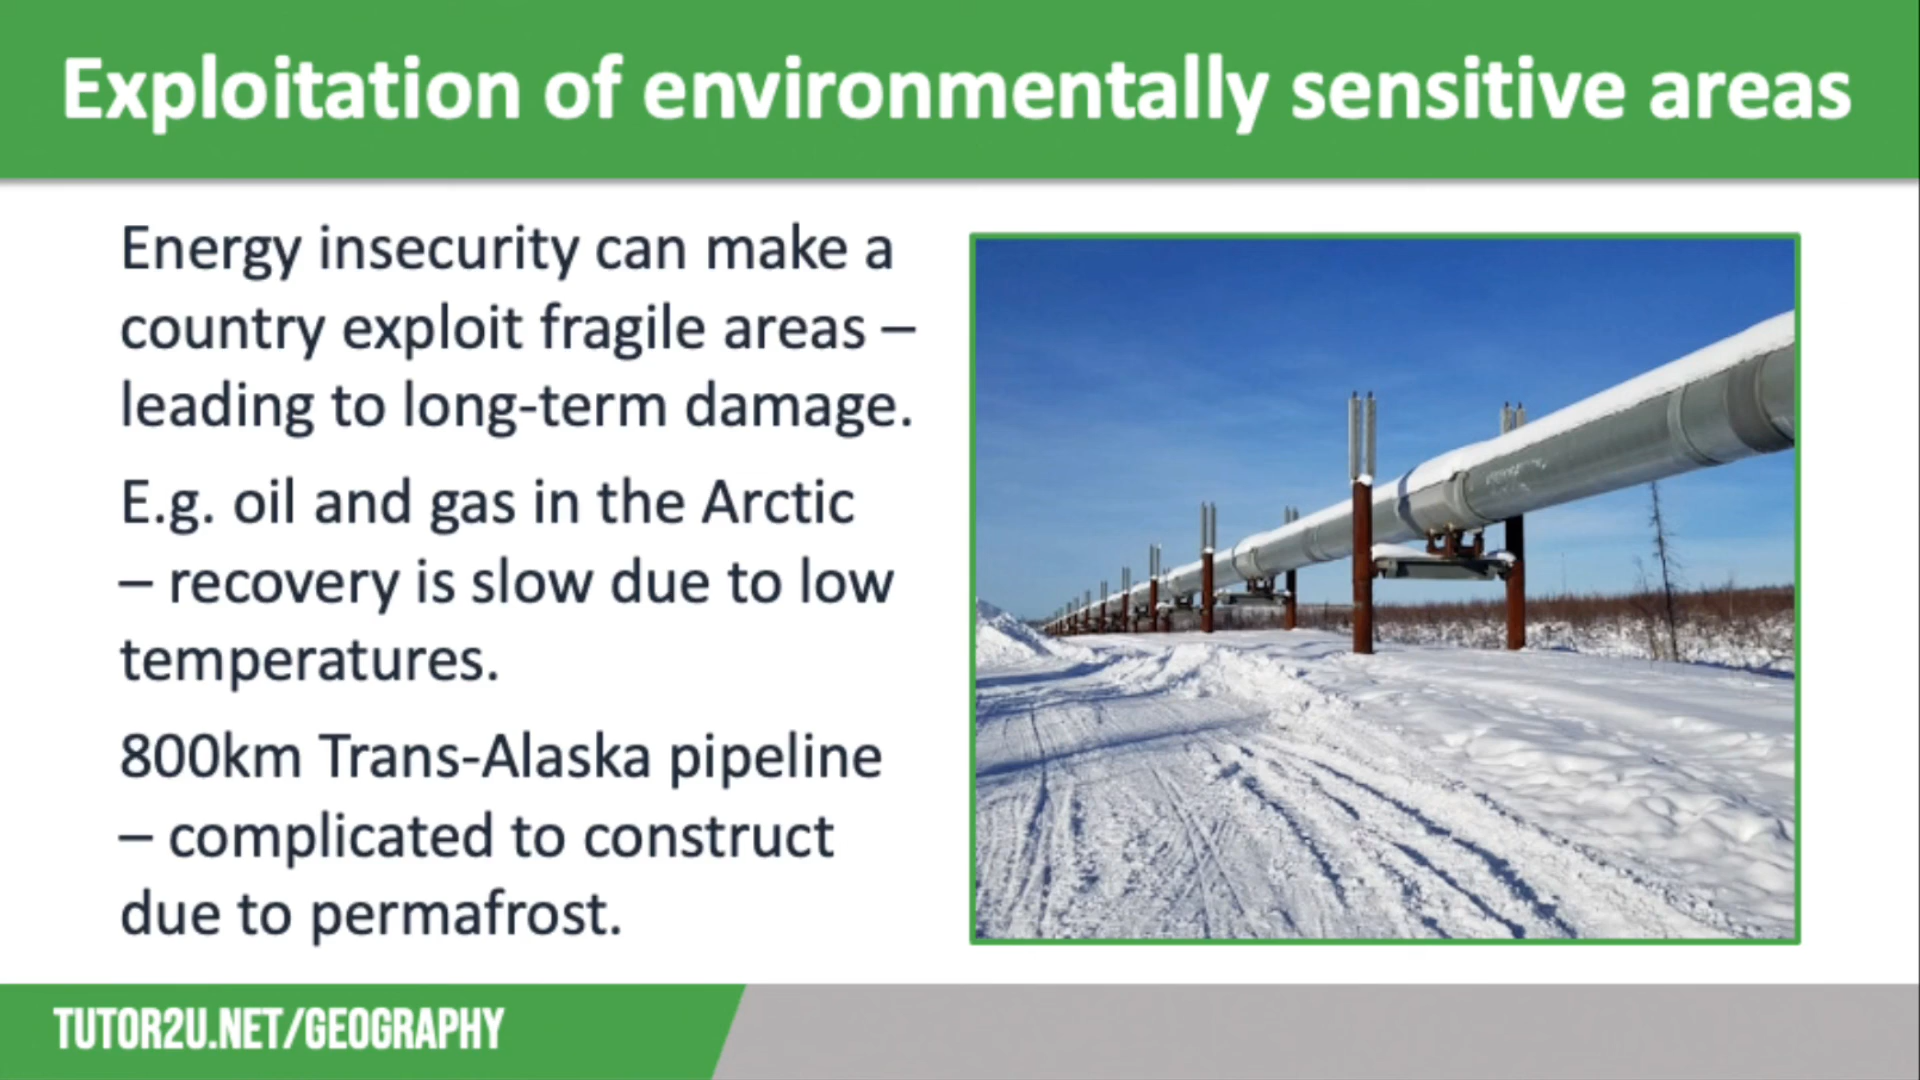 Exploitation of environmentally sensitive areas
Energy insecurity can make a
country exploit fragile areas –
leading to long-term damage.
E.g. oil and gas in the Arctic
– recovery is slow due to low
temperatures.
800km Trans-Alaska pipeline
– complicated to construct
due to permafrost.
TUTOR2U.NET/GEOGRAPHY